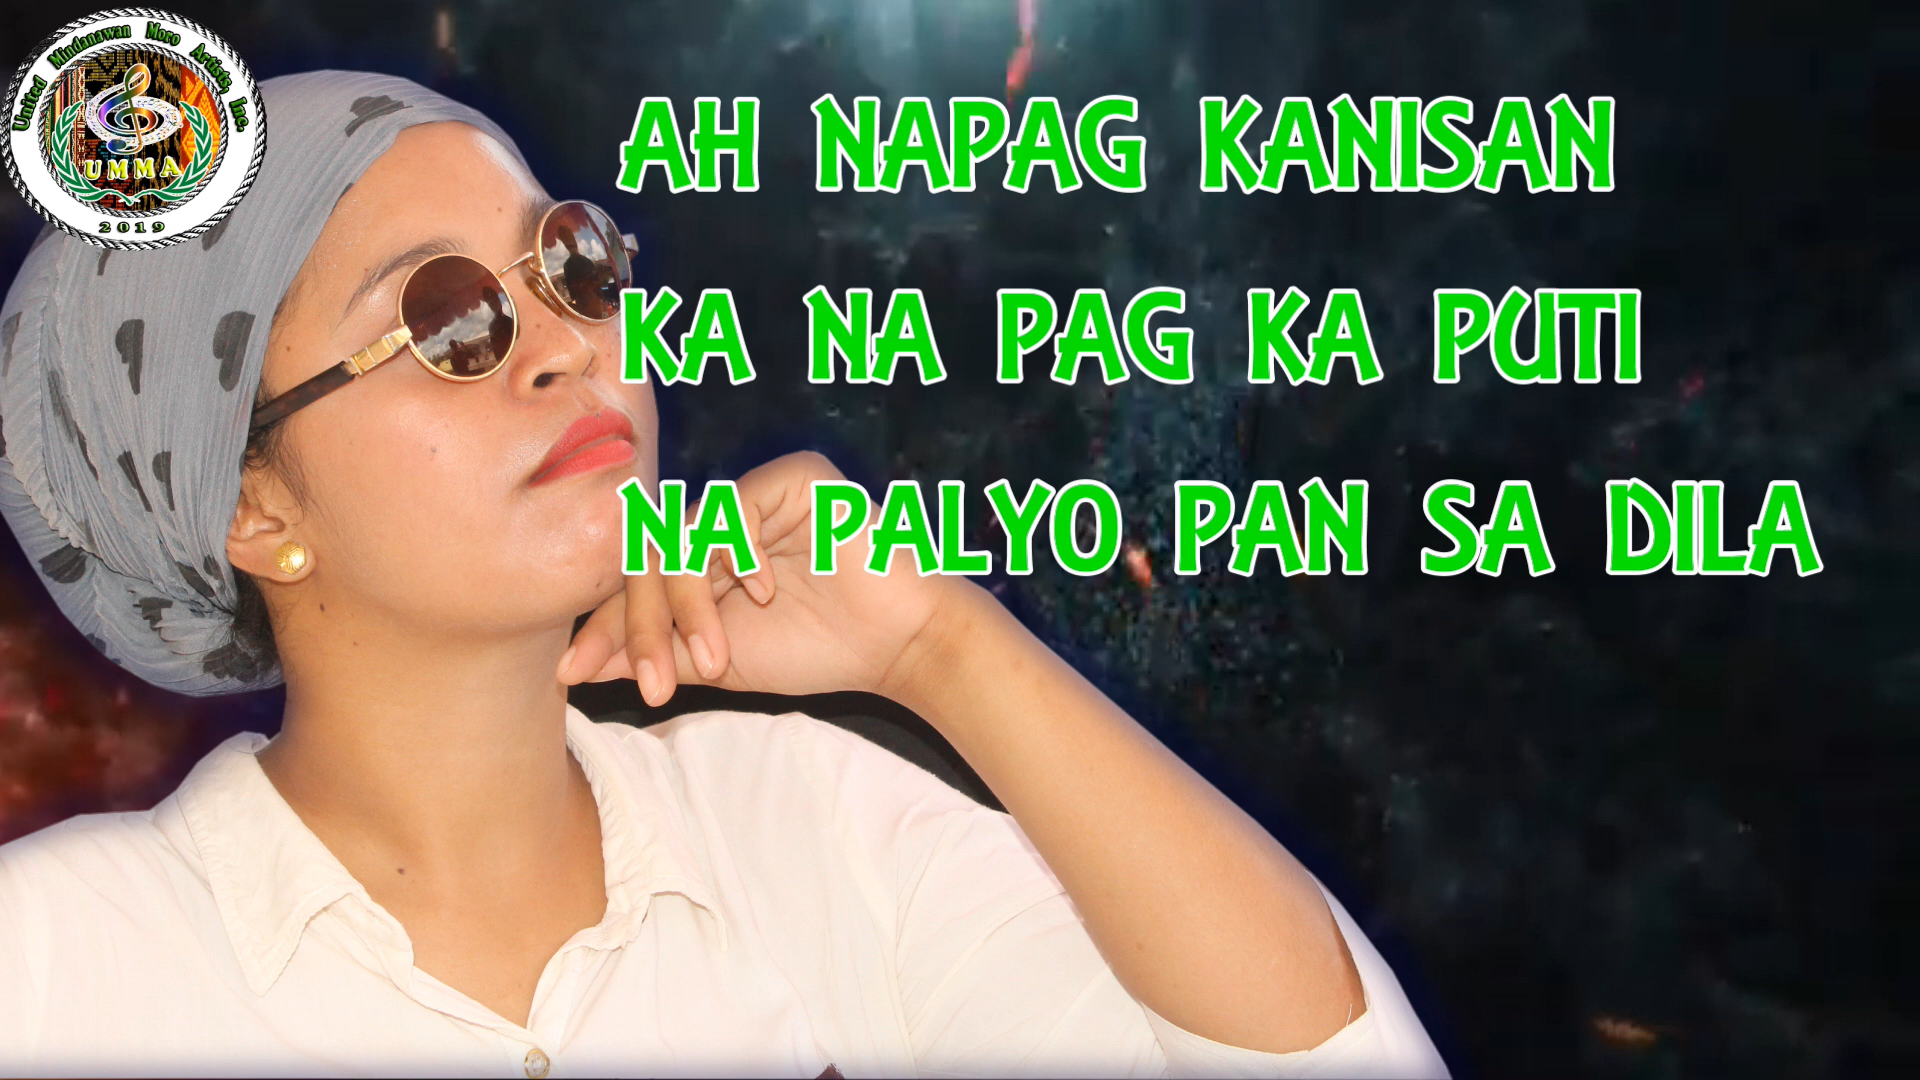 United Mindanawan Moro Artists, Inc.
UMMA
2019
AH NAPAG KANISAN
KA NA PAG KA PUTI
NA PALYO PAN SA DILA